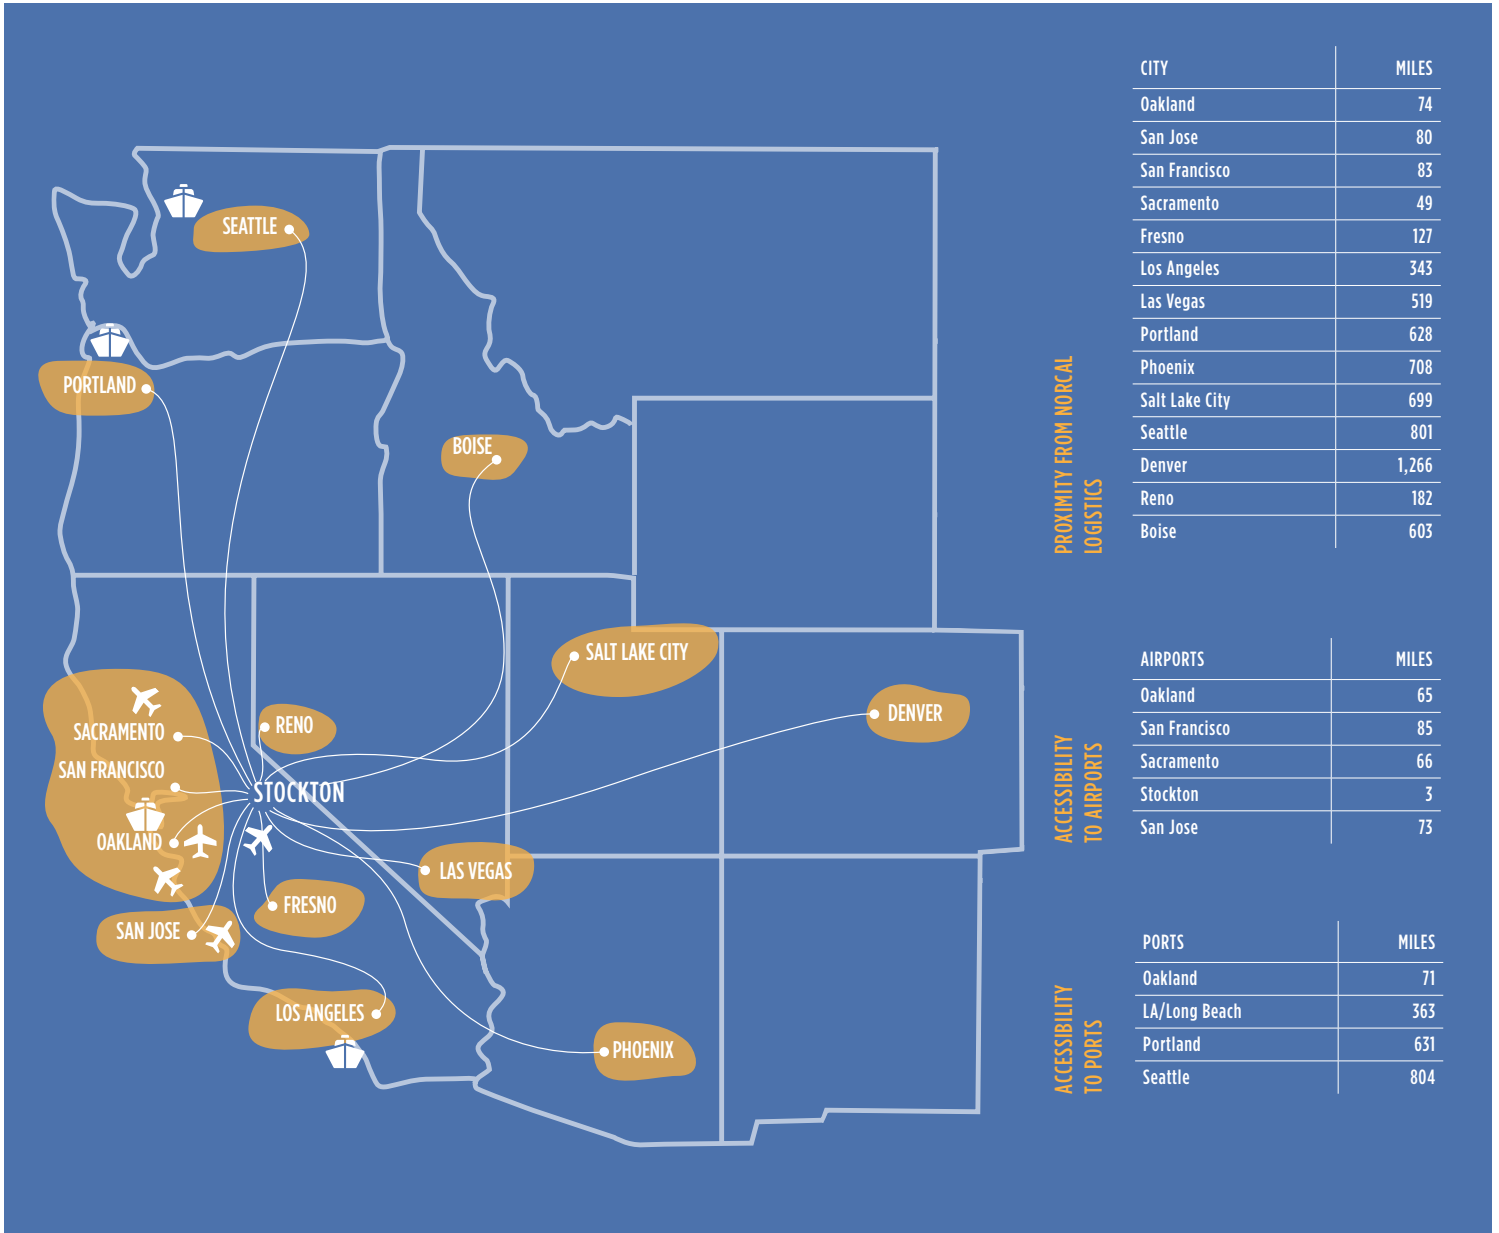 SEATTLE
PORTLAND
BOISE
SALT LAKE CITY
DENVER
RENO
SACRAMENTO
SAN FRANCISCO
STOCKTON
OAKLAND
LAS VEGAS
FRESNO
SAN JOSE
LOS ANGELES
PHOENIX
PROXIMITY FROM NORCAL
LOGISTICS
CITY MILES
Oakland 74
San Jose 80
San Francisco 83
Sacramento 49
Fresno 127
Los Angeles 343
Las Vegas 519
Portland 628
Phoenix 708
Salt Lake City 699
Seattle 801
Denver 1,266
Reno 182
Boise 603
ACCESSIBILITY
TO AIRPORTS
AIRPORTS MILES
Oakland 65
San Francisco 85
Sacramento 66
Stockton 3
San Jose 73
ACCESSIBILITY
TO PORTS
PORTS MILES
Oakland 71
LA/Long Beach 363
Portland 631
Seattle 804